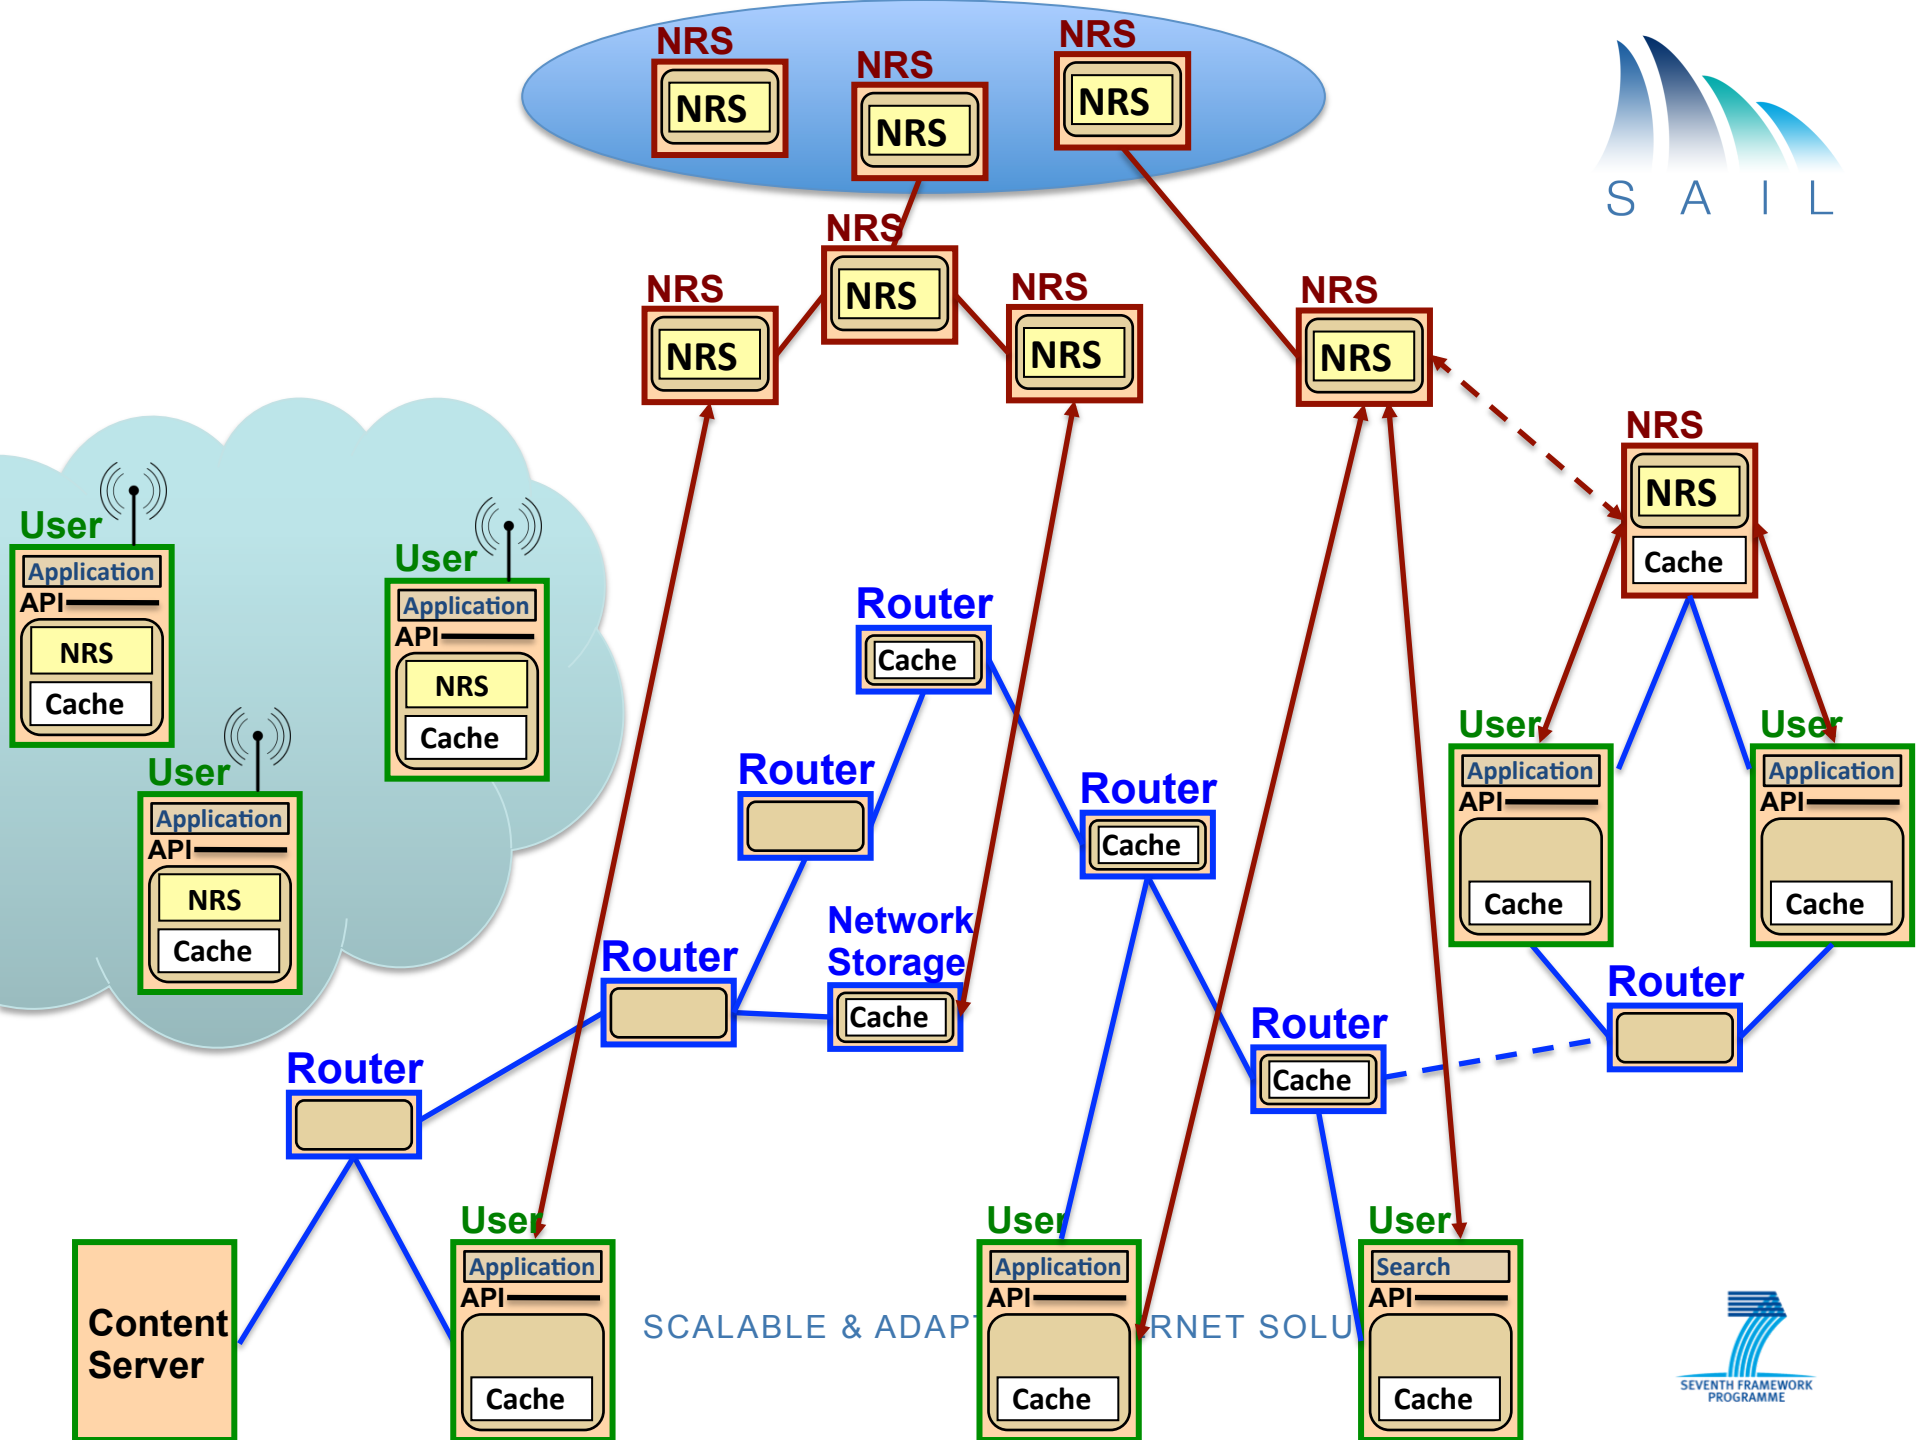 NRS
NRS
NRS
NRS
NRS
NRS
S A I L
NRS
NRS
NRS
NRS
NRS
NRS
NRS
NRS
NRS
NRS
Cache
User
Application
API
NRS
Cache
User
Application
API
NRS
Cache
User
Application
API
NRS
Cache
Router
Cache
Router
Router
Cache
User
Application
API
Cache
User
Application
API
Cache
Router
Network
Storage
Cache
Router
Router
Cache
Router
Content
Server
User
Application
API
Cache
User
Application
API
Cache
User
Search
API
Cache
SCALABLE & ADAPT RNET SOLU
SEVENTH FRAMEWORK
PROGRAMME